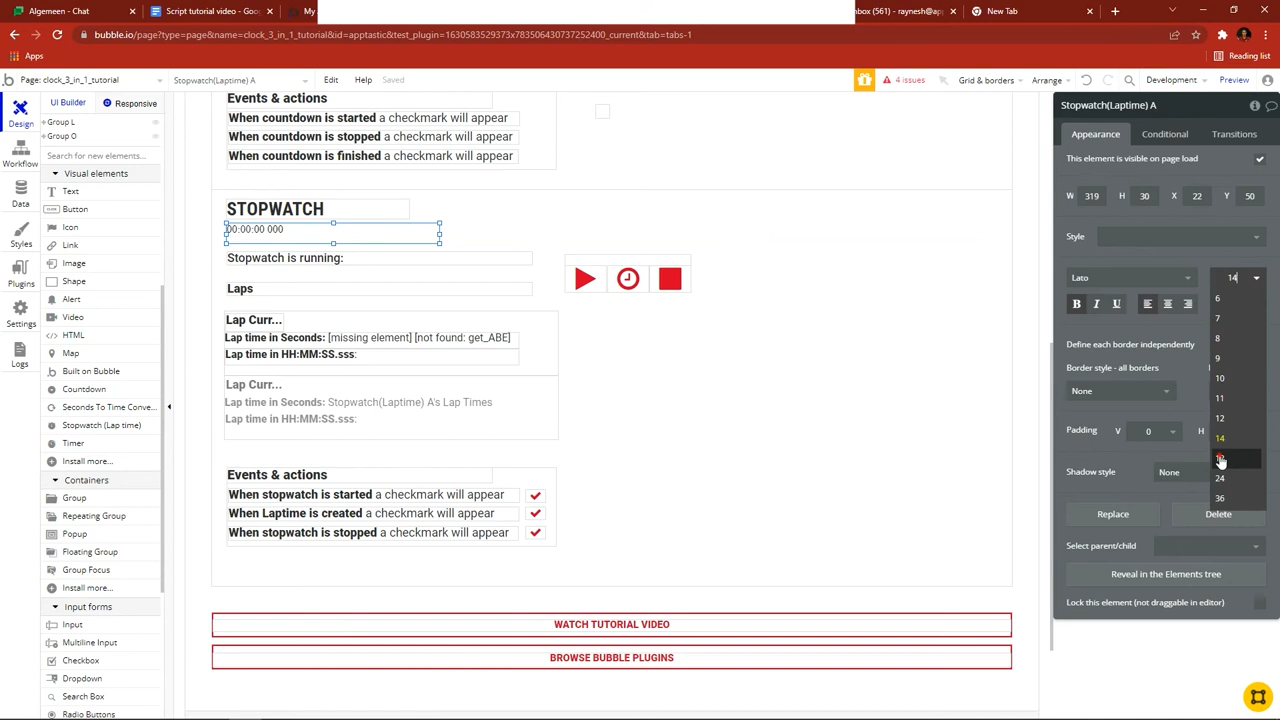 Algemeen - Chat
Script tutorial video - Goo
My
nbox (561) - raynesh@ap
New Tab
bubble.io/page?type=page&name=clock_3_in_1_tutorial&id=apptastic&test_plugin=1630583529373x787506430737252400_current&tab=tabs-1
Apps
Reading list
Page: clock_3_in_1_tutorial
Stopwatch(Laptime) A
Edit
Help
Saved
4 issues
Grid & borders
Arrange
Development
Preview
Design
Workflow
Data
Styles
Plugins
Settings
Logs
UI Builder
Responsive
Group L
Group O
Search for new elements...
Visual elements
Text
Button
Icon
Link
Image
Shape
Alert
Video
HTML
Map
Built on Bubble
Countdown
Seconds To Time Conve...
Stopwatch (Lap time)
Timer
Install more...
Containers
Group
Repeating Group
Popup
Floating Group
Group Focus
Install more...
Input forms
Input
Multiline Input
Checkbox
Dropdown
Search Box
Radio Buttons
Events & actions
When countdown is started a checkmark will appear
When countdown is stopped a checkmark will appear
When countdown is finished a checkmark will appear
STOPWATCH
00:00:00 000
Stopwatch is running:
Laps
Lap Curr...
Lap time in Seconds: [missing element] [not found: get_ABE]
Lap time in HH:MM:SS.sss:
Lap Curr...
Lap time in Seconds: Stopwatch(Laptime) A's Lap Times
Lap time in HH:MM:SS.sss:
Events & actions
When stopwatch is started a checkmark will appear
When Laptime is created a checkmark will appear
When stopwatch is stopped a checkmark will appear
WATCH TUTORIAL VIDEO
BROWSE BUBBLE PLUGINS
Stopwatch(Laptime) A
Appearance
Conditional
Transitions
This element is visible on page load
W 319 H 30 X 22 Y 50
Style
Lato
14
B I U
6
7
8
9
10
11
12
14
24
36
Define each border independently
Border style - all borders
None
Padding V 0 H
Shadow style
None
Replace
Delete
Select parent/child
Reveal in the Elements tree
Lock this element (not draggable in editor)